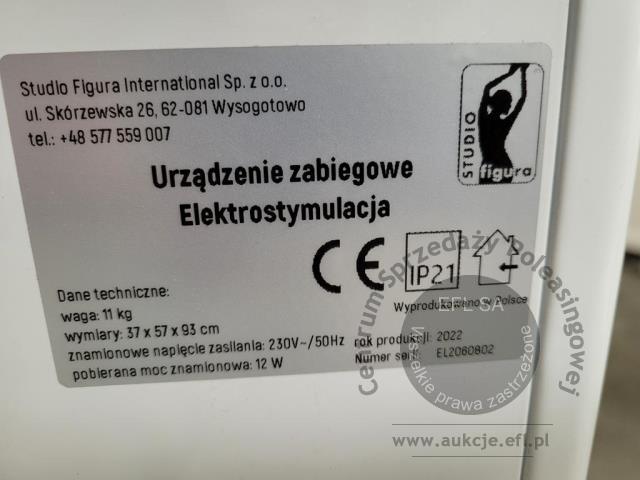 Studio Figura International Sp. z o.o.
ul. Skórzewska 26, 62-081 Wysogotowo
tel.: +48 577 559 007
STUDIO
figura
Urządzenie zabiegowe
Elektrostymulacja
CE
IP21
Wyprodukowano w Polsce
Dane techniczne:
waga: 11 kg
wymiary: 37 x 57 x 93 cm
znamionowe napięcie zasilania: 230V~/50Hz
pobierana moc znamionowa: 12 W
rok produkcji: 2022
Numer serii: EL2060802
Centrum Sprzedaży Poleasingowej
EFL SA
Wszelkie prawa zastrzeżone
www.aukcje.efl.pl